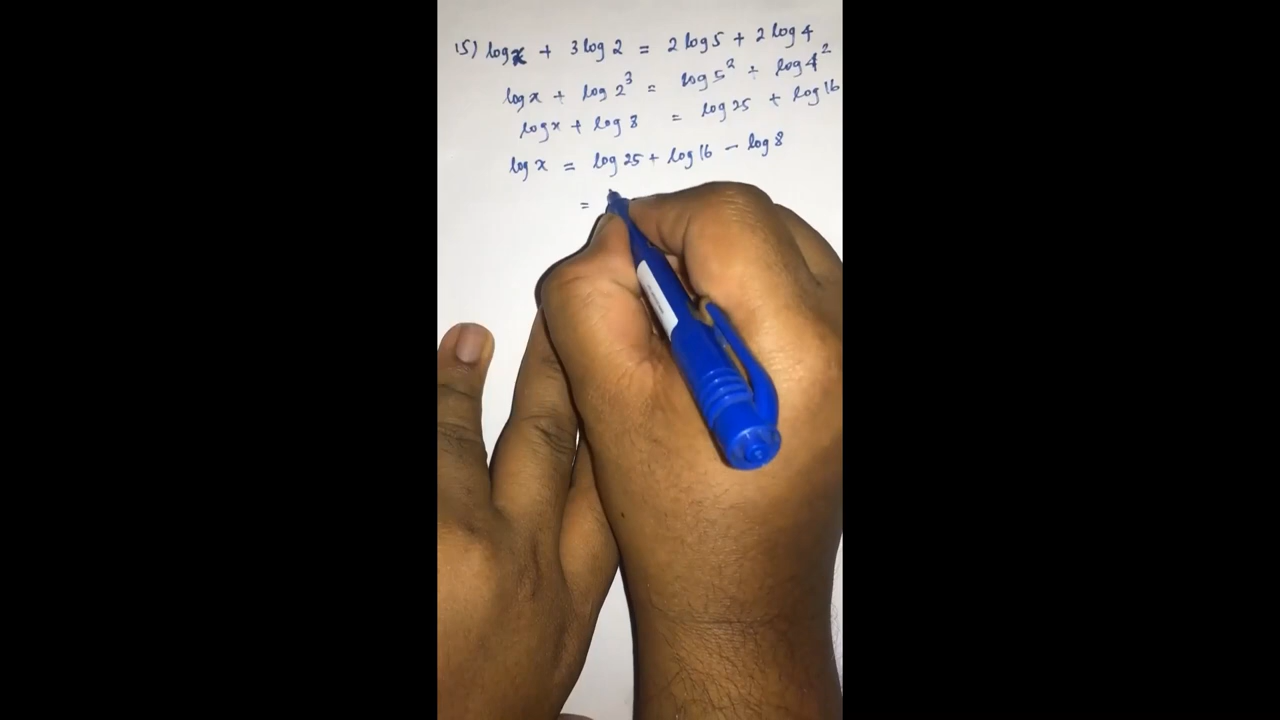 15) log x + 3 log 2 = 2 log 5 + 2 log 4
log x + log 2³ = log 5² + log 4²
log x + log 8 = log 25 + log 16
log x = log 25 + log 16 − log 8
=